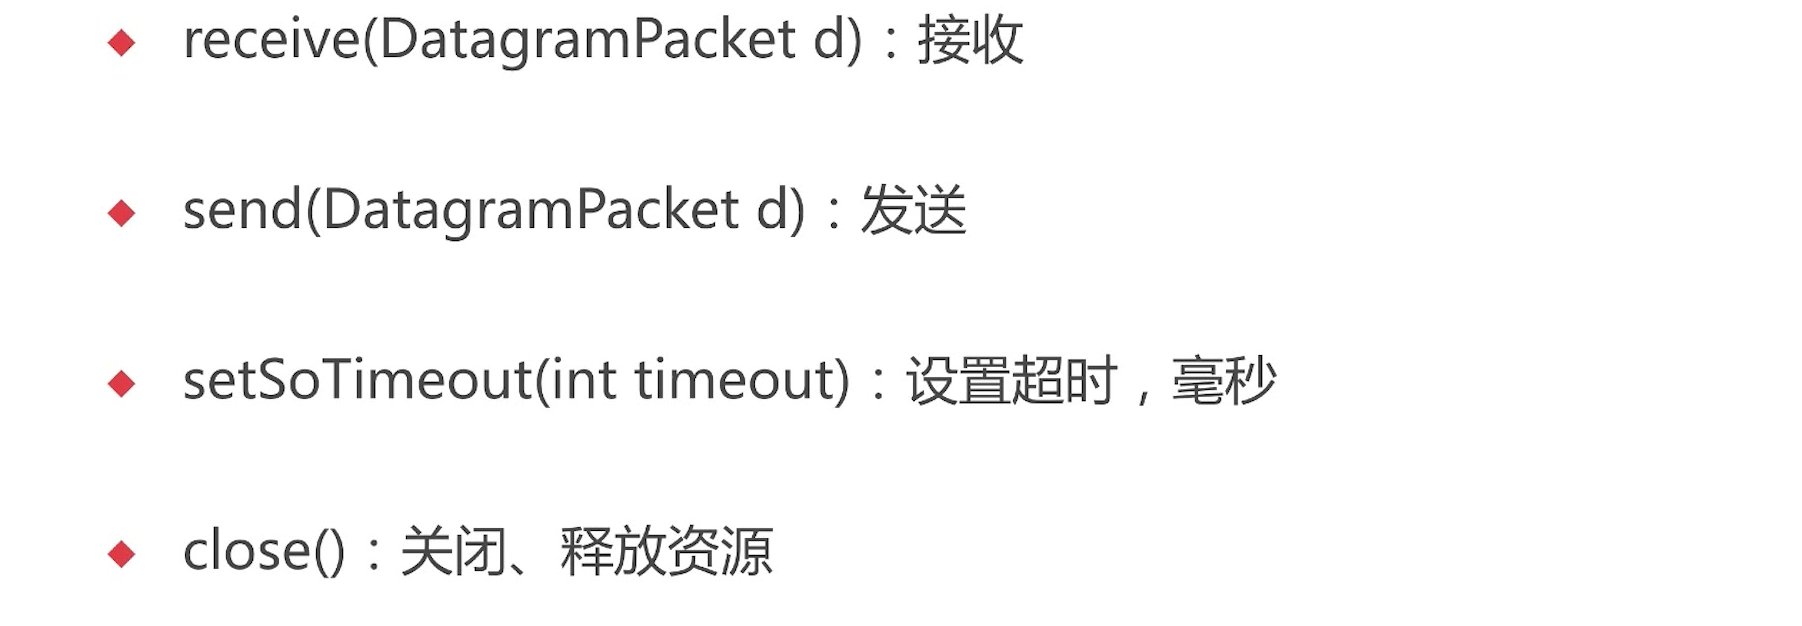 receive(DatagramPacket d)：接收
send(DatagramPacket d)：发送
setSoTimeout(int timeout)：设置超时，毫秒
close()：关闭、释放资源